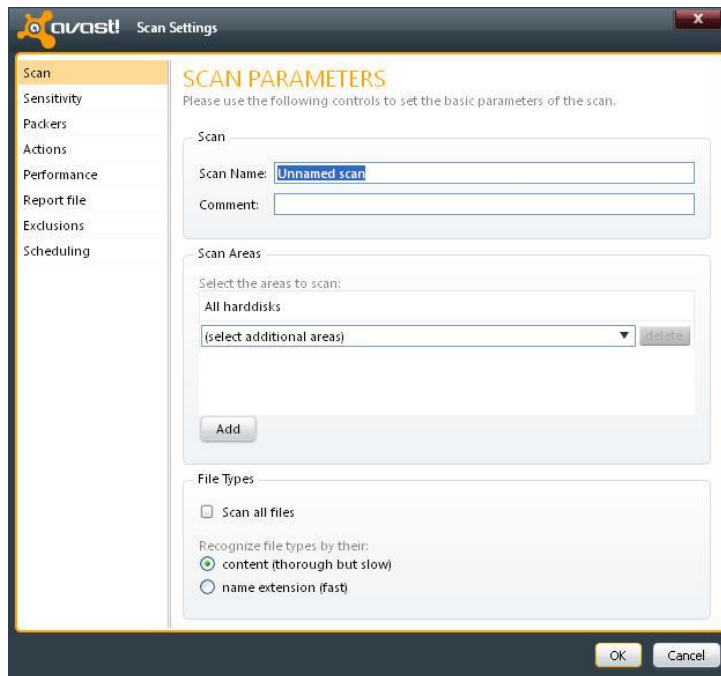 avast! Scan Settings
x
Scan
Sensitivity
Packers
Actions
Performance
Report file
Exclusions
Scheduling
SCAN PARAMETERS
Please use the following controls to set the basic parameters of the scan.
Scan
Scan Name: Unnamed scan
Comment:
Scan Areas
Select the areas to scan:
All harddisks
(select additional areas) delete
Add
File Types
Scan all files
Recognize file types by their:
content (thorough but slow)
name extension (fast)
OK Cancel